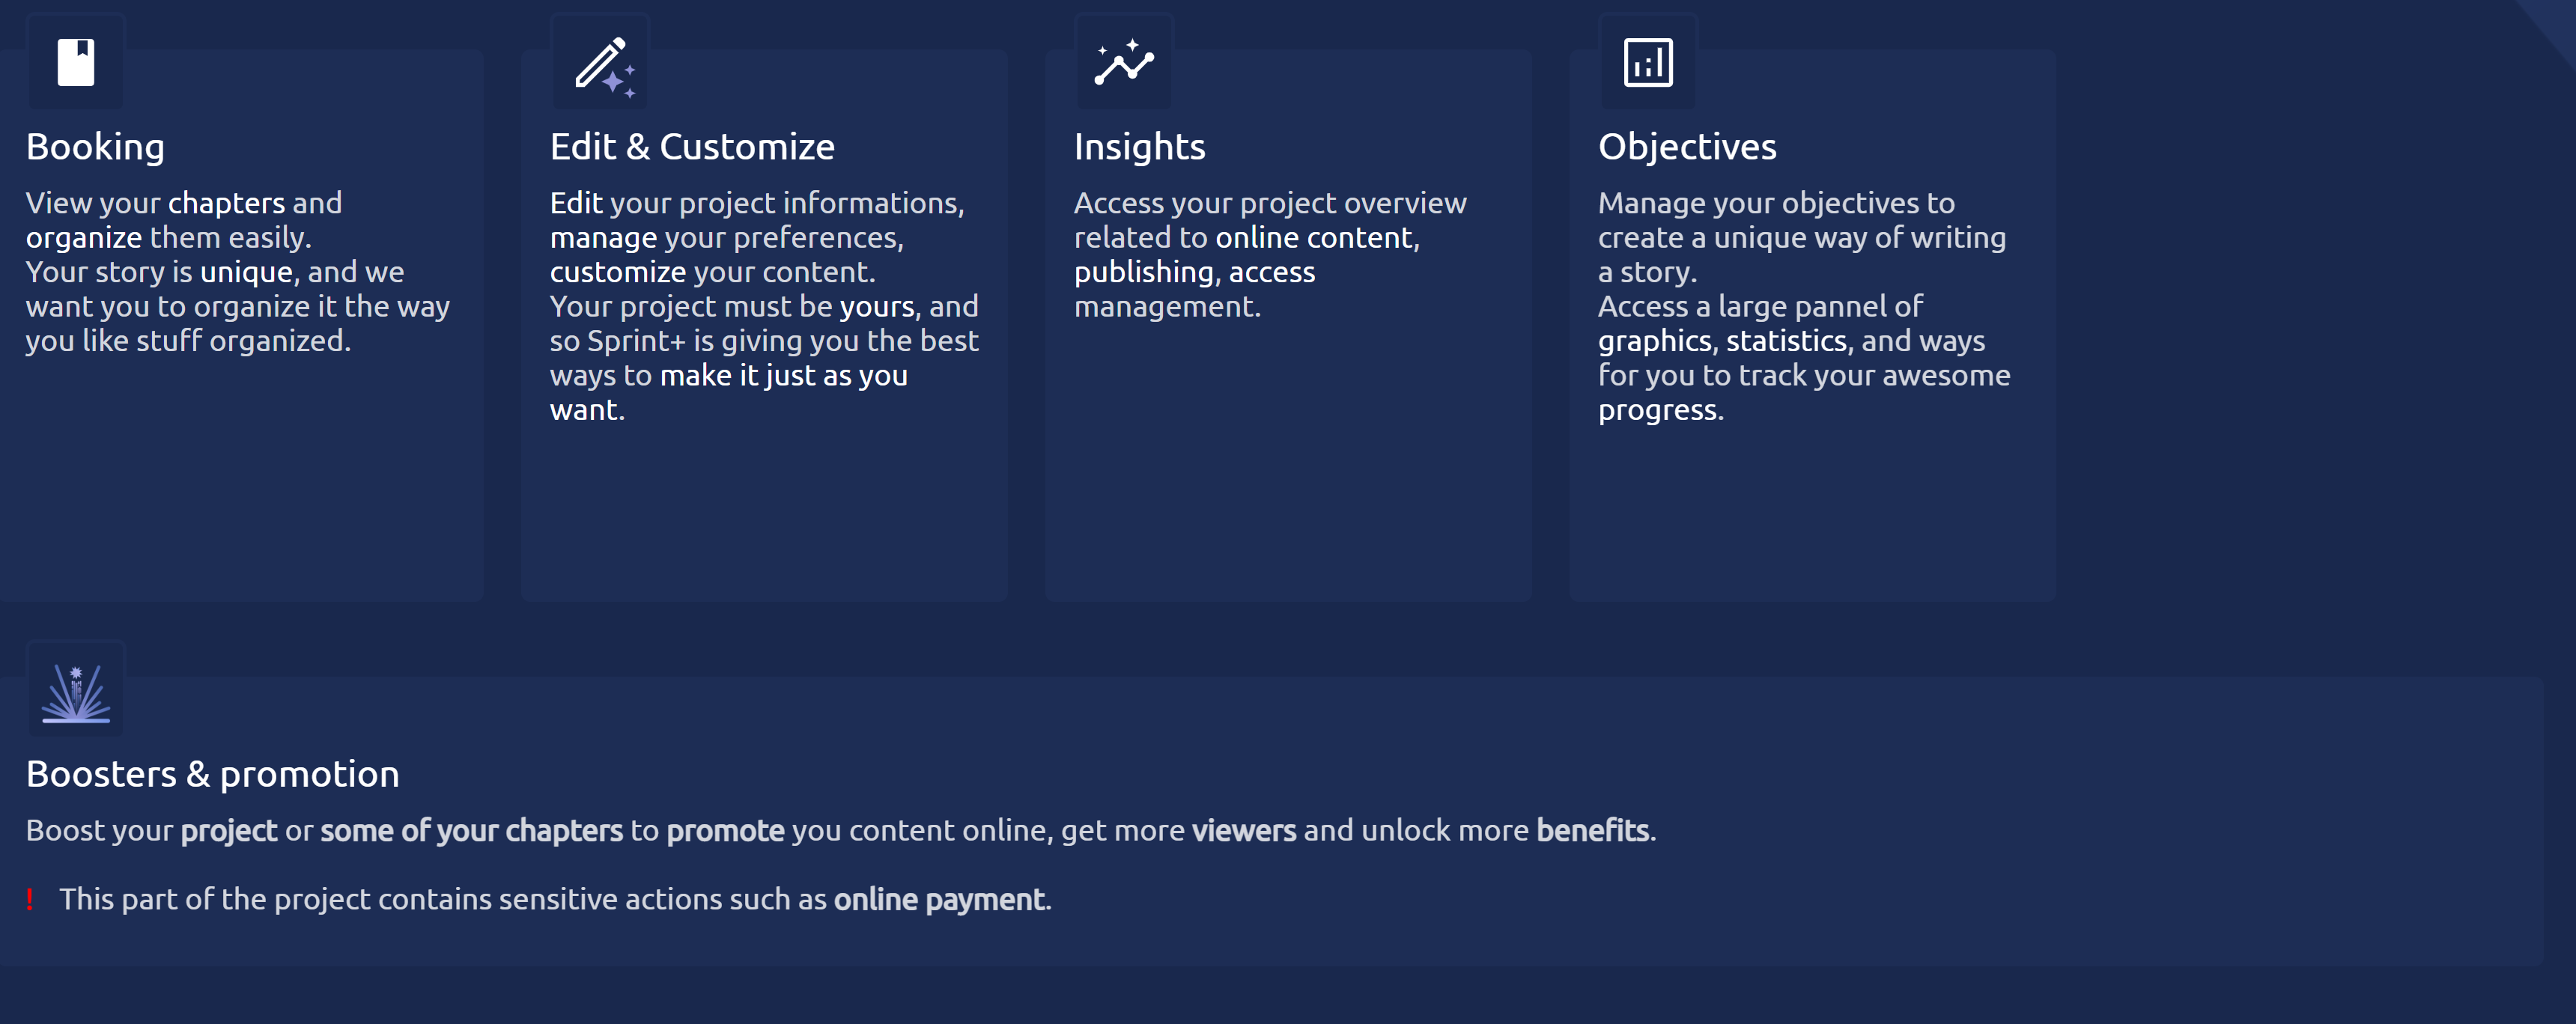 Booking
View your chapters and
organize them easily.
Your story is unique, and we
want you to organize it the way
you like stuff organized.
Edit & Customize
Edit your project informations,
manage your preferences,
customize your content.
Your project must be yours, and
so Sprint+ is giving you the best
ways to make it just as you
want.
Insights
Access your project overview
related to online content,
publishing, access
management.
Objectives
Manage your objectives to
create a unique way of writing
a story.
Access a large pannel of
graphics, statistics, and ways
for you to track your awesome
progress.
Boosters & promotion
Boost your project or some of your chapters to promote you content online, get more viewers and unlock more benefits.
! This part of the project contains sensitive actions such as online payment.